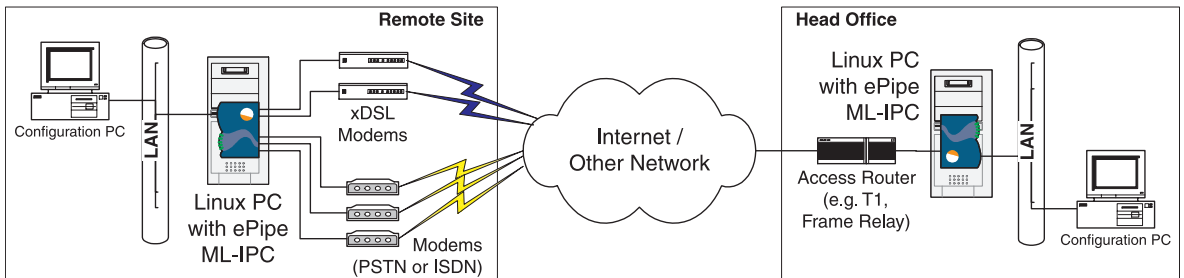 Remote Site
Configuration PC
LAN
xDSL
Modems
Linux PC
with ePipe
ML-IPC
Modems
(PSTN or ISDN)
Internet /
Other Network
Head Office
Linux PC
with ePipe
ML-IPC
Access Router
(e.g. T1,
Frame Relay)
LAN
Configuration PC